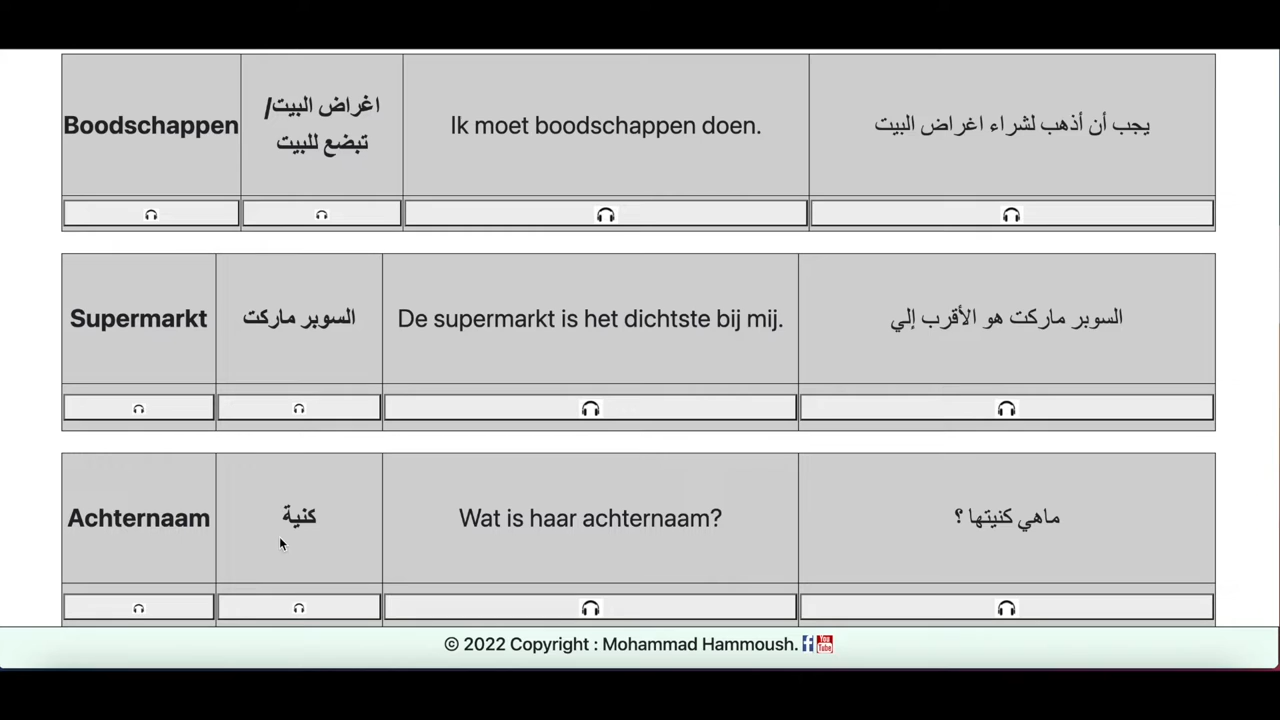 Boodschappen
اغراض البيت/
تبضع للبيت
Ik moet boodschappen doen.
يجب أن أذهب لشراء اغراض البيت
Supermarkt
السوبر ماركت
De supermarkt is het dichtste bij mij.
السوبر ماركت هو الأقرب إلي
Achternaam
كنية
Wat is haar achternaam?
ماهي كنيتها ؟
© 2022 Copyright : Mohammad Hammoush. f You Tube